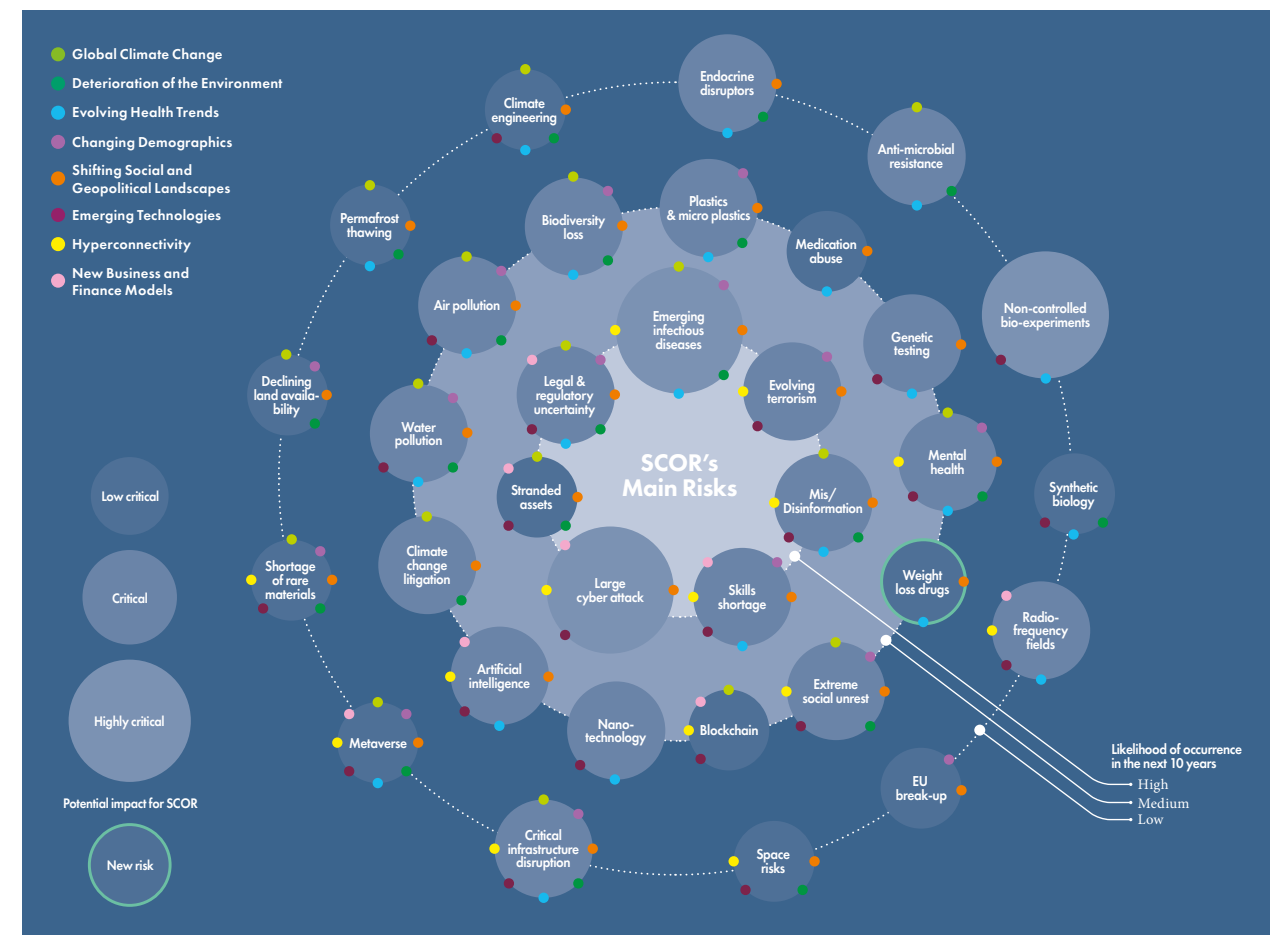 Global Climate Change
Deterioration of the Environment
Evolving Health Trends
Changing Demographics
Shifting Social and
Geopolitical Landscapes
Emerging Technologies
Hyperconnectivity
New Business and
Finance Models
Endocrine
disruptors
Climate
engineering
Anti-microbial
resistance
Permafrost
thawing
Biodiversity
loss
Plastics
& micro plastics
Medication
abuse
Air pollution
Emerging
infectious
diseases
Non-controlled
bio-experiments
Genetic
testing
Declining
land availa-
bility
Legal &
regulatory
uncertainty
Evolving
terrorism
Water
pollution
Mental
health
SCOR's
Main Risks
Low critical
Stranded
assets
Mis/
Disinformation
Synthetic
biology
Climate
change
litigation
Shortage
of rare
materials
Critical
Large
cyber attack
Skills
shortage
Weight
loss drugs
Radio-
frequency
fields
Artificial
intelligence
Extreme
social unrest
Highly critical
Metaverse
Nano-
technology
Blockchain
EU
break-up
Likelihood of occurrence
in the next 10 years
High
Medium
Low
Potential impact for SCOR
New risk
Critical
infrastructure
disruption
Space
risks